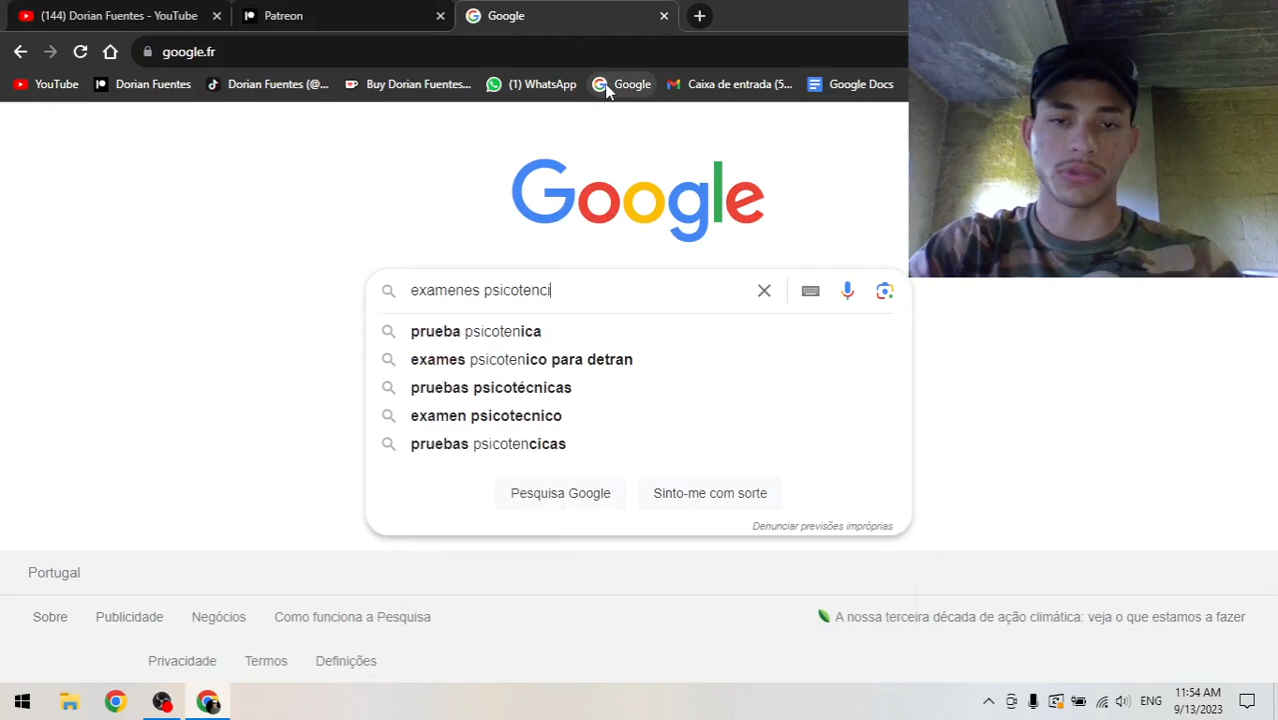 (144) Dorian Fuentes - YouTube
Patreon
Google
google.fr
YouTube
Dorian Fuentes
Dorian Fuentes (@...
Buy Dorian Fuentes...
(1) WhatsApp
Google
Caixa de entrada (5...
Google Docs
Google
examenes psicotenci
prueba psicotenica
exames psicotenico para detran
pruebas psicotécnicas
examen psicotecnico
pruebas psicotencicas
Pesquisa Google
Sinto-me com sorte
Denunciar previsões impróprias
Portugal
Sobre
Publicidade
Negócios
Como funciona a Pesquisa
A nossa terceira década de ação climática: veja o que estamos a fazer
Privacidade
Termos
Definições
ENG
11:54 AM
9/13/2023